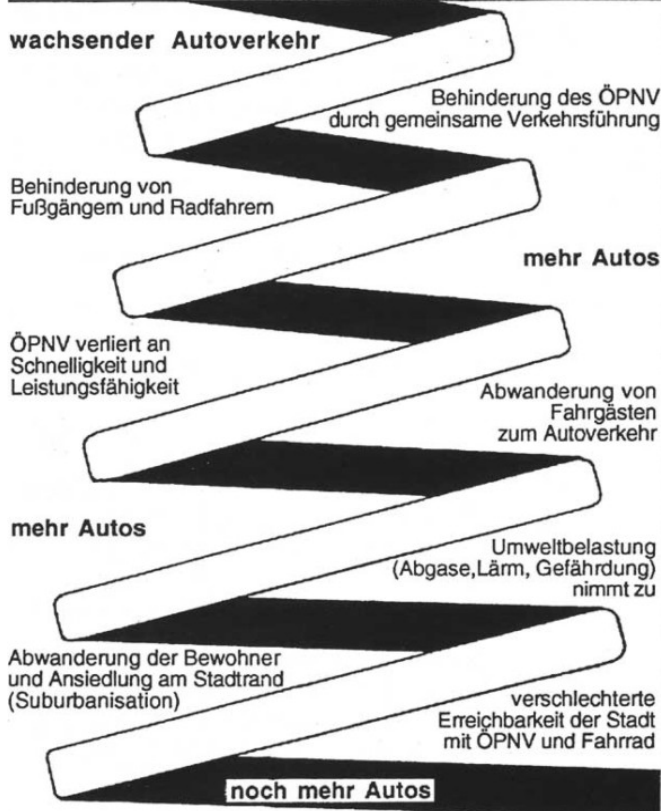 wachsender Autoverkehr
Behinderung des ÖPNV
durch gemeinsame Verkehrsführung
Behinderung von
Fußgängern und Radfahrern
mehr Autos
ÖPNV verliert an
Schnelligkeit und
Leistungsfähigkeit
Abwanderung von
Fahrgästen
zum Autoverkehr
mehr Autos
Umweltbelastung
(Abgase,Lärm, Gefährdung)
nimmt zu
Abwanderung der Bewohner
und Ansiedlung am Stadtrand
(Suburbanisation)
verschlechterte
Erreichbarkeit der Stadt
mit ÖPNV und Fahrrad
noch mehr Autos